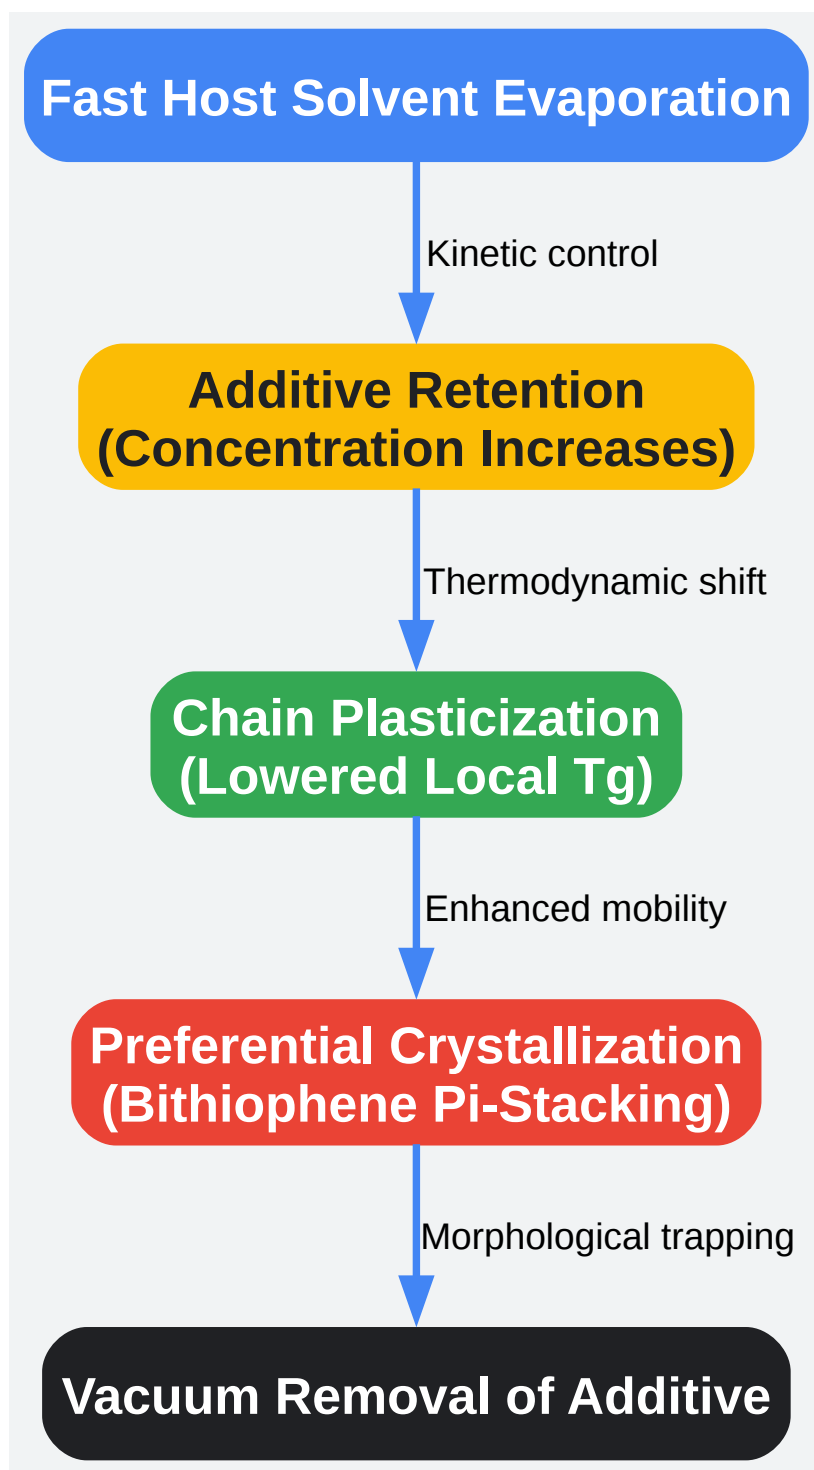 Fast Host Solvent Evaporation
Kinetic control
Additive Retention
(Concentration Increases)
Thermodynamic shift
Chain Plasticization
(Lowered Local Tg)
Enhanced mobility
Preferential Crystallization
(Bithiophene Pi-Stacking)
Morphological trapping
Vacuum Removal of Additive